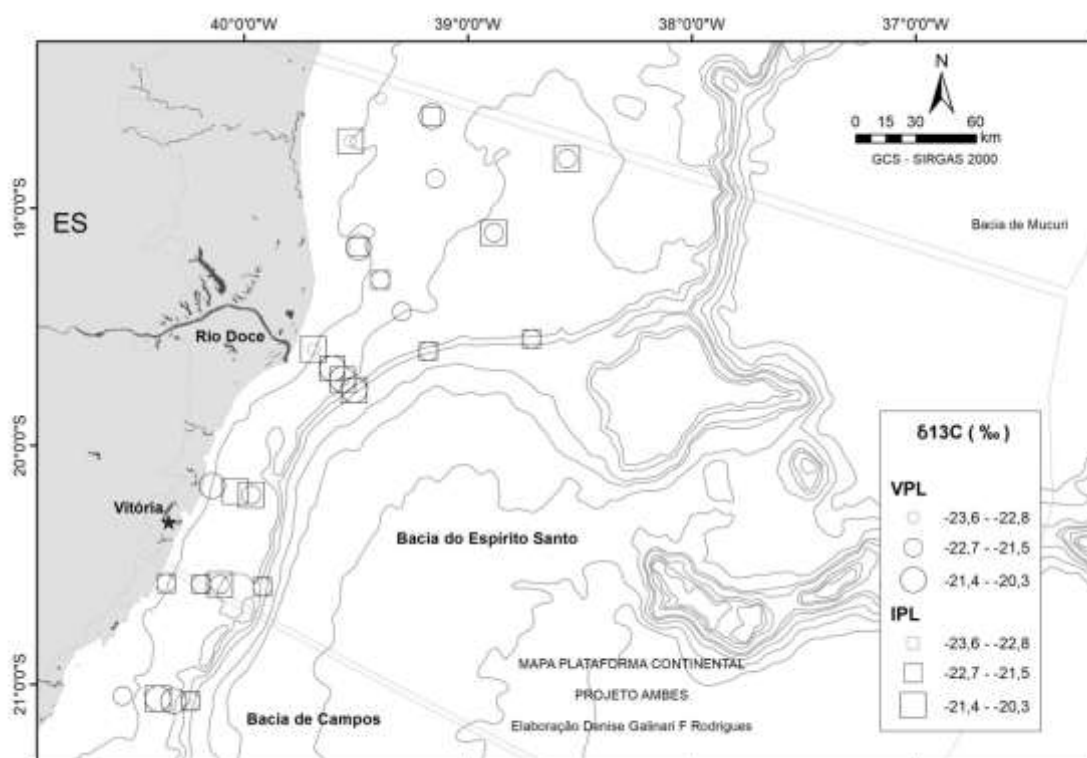 40°0'0"W
39°0'0"W
38°0'0"W
37°0'0"W
N
0 15 30 60
km
GCS - SIRGAS 2000
19°0'0"S
ES
Bacia de Mucuri
Rio Doce
20°0'0"S
Vitória
Bacia do Espírito Santo
δ13C ( ‰ )
VPL
-23,6 - -22,8
-22,7 - -21,5
-21,4 - -20,3
IPL
-23,6 - -22,8
-22,7 - -21,5
-21,4 - -20,3
21°0'0"S
MAPA PLATAFORMA CONTINENTAL
PROJETO AMBES
Bacia de Campos
Elaboração Denise Galinari F Rodrigues